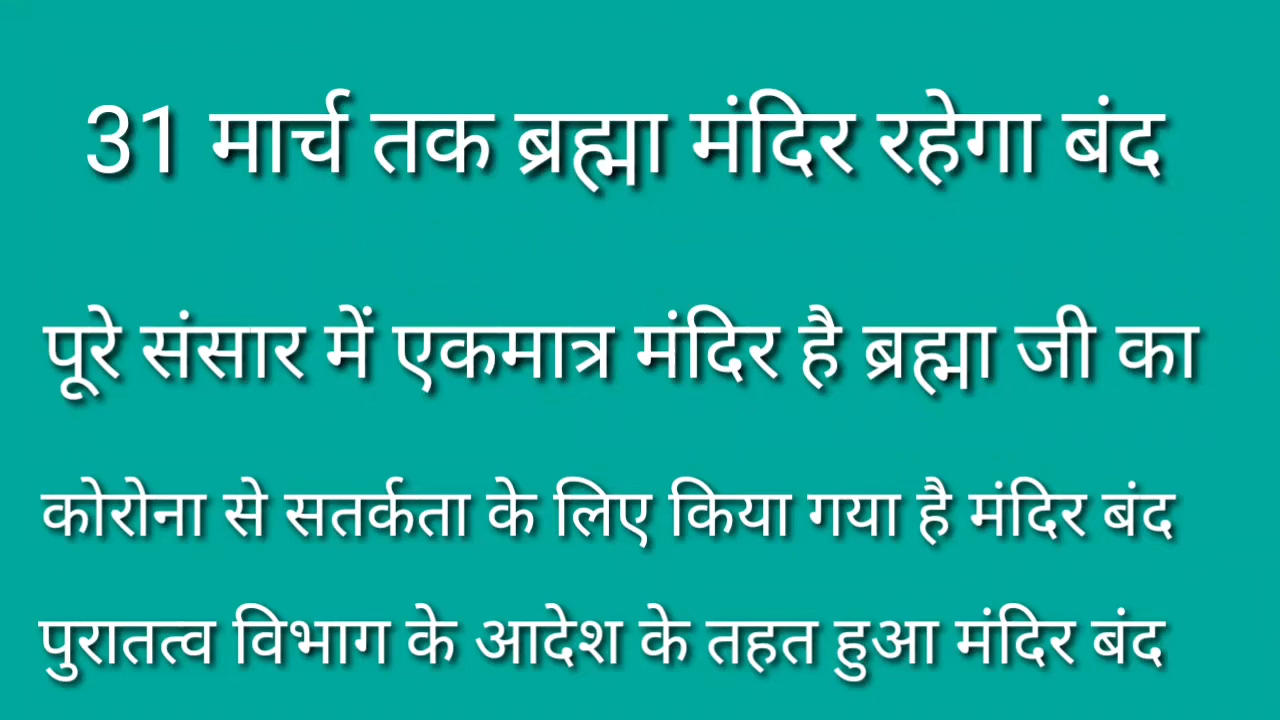 31 मार्च तक ब्रह्मा मंदिर रहेगा बंद
पूरे संसार में एकमात्र मंदिर है ब्रह्मा जी का
कोरोना से सतर्कता के लिए किया गया है मंदिर बंद
पुरातत्व विभाग के आदेश के तहत हुआ मंदिर बंद